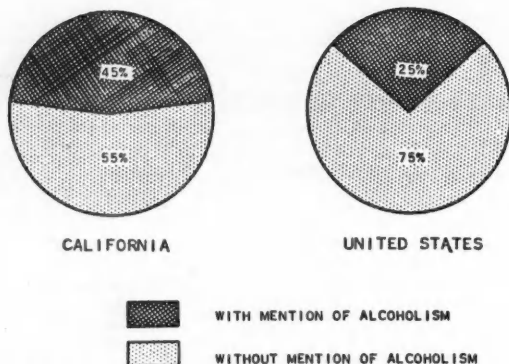 45%
25%
55%
75%
CALIFORNIA
UNITED STATES
WITH MENTION OF ALCOHOLISM
WITHOUT MENTION OF ALCOHOLISM